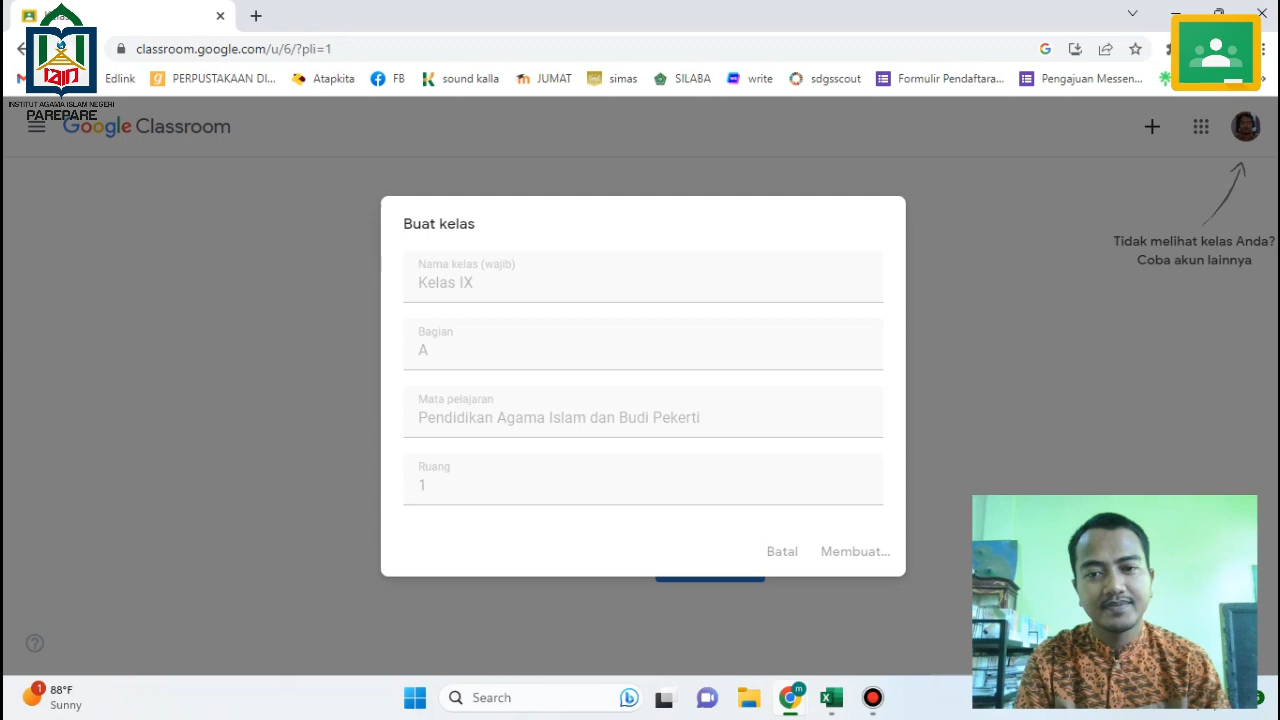 classroom.google.com/u/6/?pli=1
Edlink
PERPUSTAKAAN DI...
Atapkita
FB
sound kalla
JUMAT
simas
SILABA
write
sdgsscout
Formulir Pendaftara...
Pengajuan Messen...
iain
INSTITUT AGAMA ISLAM NEGERI
PAREPARE
Google Classroom
Tidak melihat kelas Anda?
Coba akun lainnya
Buat kelas
Nama kelas (wajib)
Kelas IX
Bagian
A
Mata pelajaran
Pendidikan Agama Islam dan Budi Pekerti
Ruang
1
Batal
Membuat...
1
88°F
Sunny
Search
m